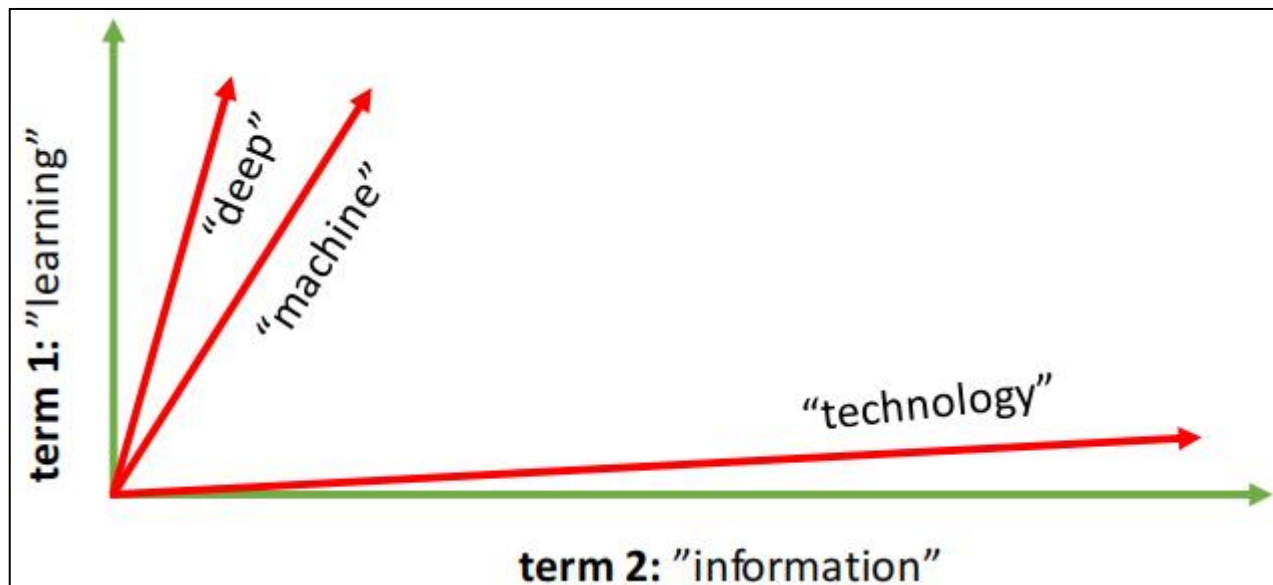 term 1: ”learning”
“deep”
“machine”
“technology”
term 2: ”information”